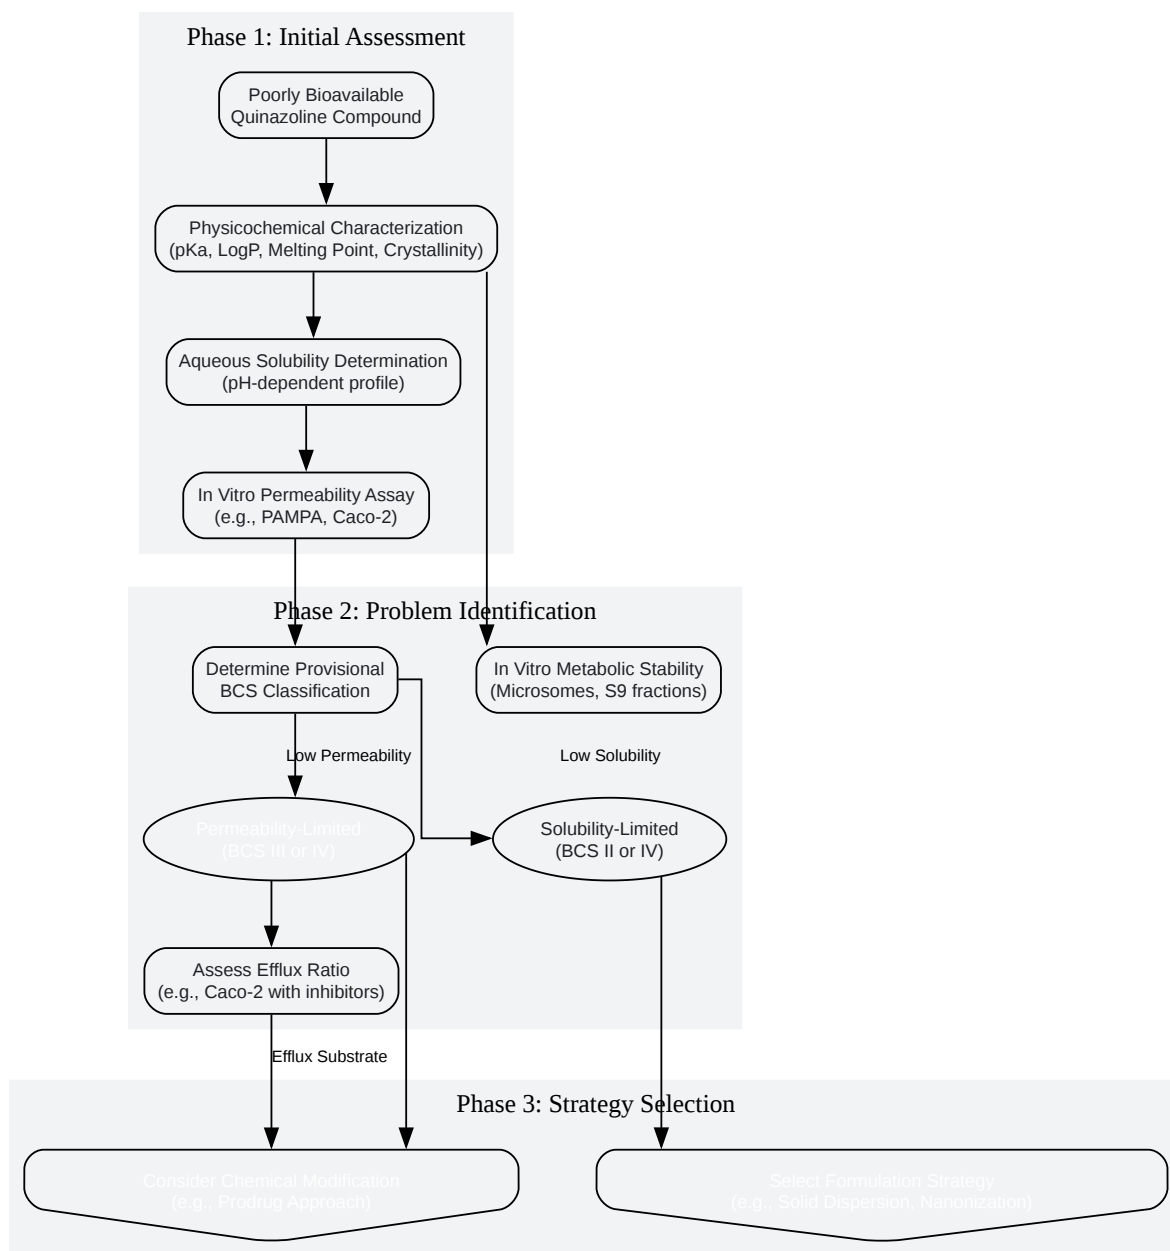 Phase 1: Initial Assessment
Poorly Bioavailable
Quinazoline Compound
Physicochemical Characterization
(pKa, LogP, Melting Point, Crystallinity)
Aqueous Solubility Determination
(pH-dependent profile)
In Vitro Permeability Assay
(e.g., PAMPA, Caco-2)
Phase 2: Problem Identification
Determine Provisional
BCS Classification
In Vitro Metabolic Stability
(Microsomes, S9 fractions)
Low Permeability
Low Solubility
Permeability-Limited
(BCS III or IV)
Solubility-Limited
(BCS II or IV)
Assess Efflux Ratio
(e.g., Caco-2 with inhibitors)
Efflux Substrate
Phase 3: Strategy Selection
Consider Chemical Modification
(e.g., Prodrug Approach)
Select Formulation Strategy
(e.g., Solid Dispersion, Nanonization)